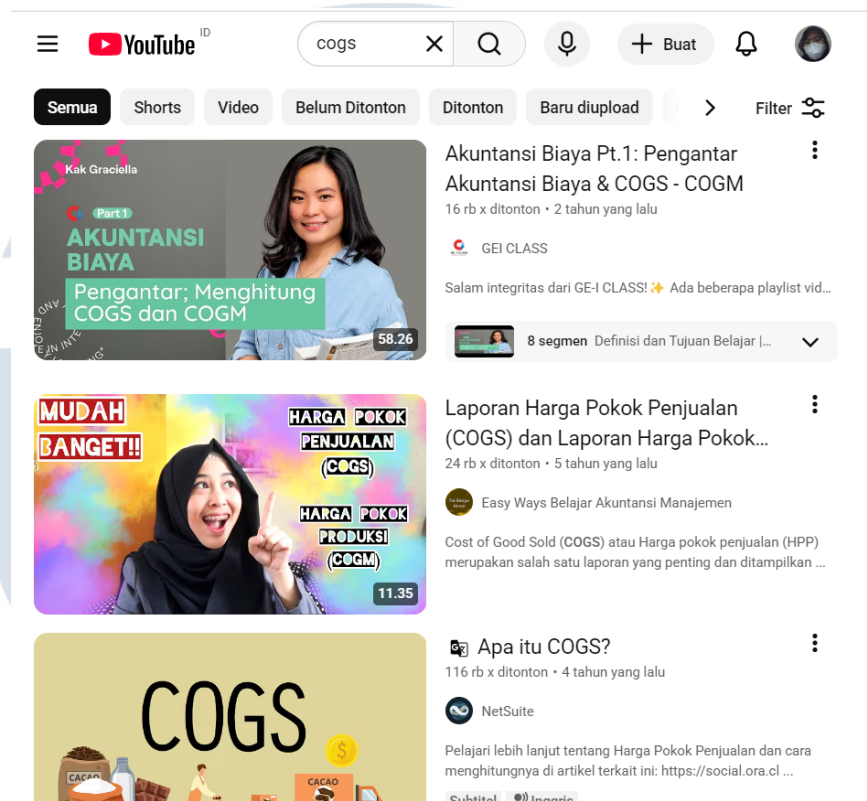 YouTube ID
cogs
Buat
Semua
Shorts
Video
Belum Ditonton
Ditonton
Baru diupload
Filter
Kak Graciella
Part 1
AKUNTANSI
BIAYA
Pengantar; Menghitung
COGS dan COGM
58.26
Akuntansi Biaya Pt.1: Pengantar
Akuntansi Biaya & COGS - COGM
16 rb x ditonton • 2 tahun yang lalu
GEI CLASS
Salam integritas dari GE-I CLASS!✨ Ada beberapa playlist vid...
8 segmen Definisi dan Tujuan Belajar |...
MUDAH
BANGET!!
HARGA POKOK
PENJUALAN
(COGS)
HARGA POKOK
PRODUKSI
(COGM)
11.35
Laporan Harga Pokok Penjualan
(COGS) dan Laporan Harga Pokok...
24 rb x ditonton • 5 tahun yang lalu
Easy Ways Belajar Akuntansi Manajemen
Cost of Good Sold (COGS) atau Harga pokok penjualan (HPP)
merupakan salah satu laporan yang penting dan ditampilkan ...
COGS
CACAO
CACAO
Apa itu COGS?
116 rb x ditonton • 4 tahun yang lalu
NetSuite
Pelajari lebih lanjut tentang Harga Pokok Penjualan dan cara
menghitungnya di artikel terkait ini: https://social.ora.cl ...
Subtitel
Inggris